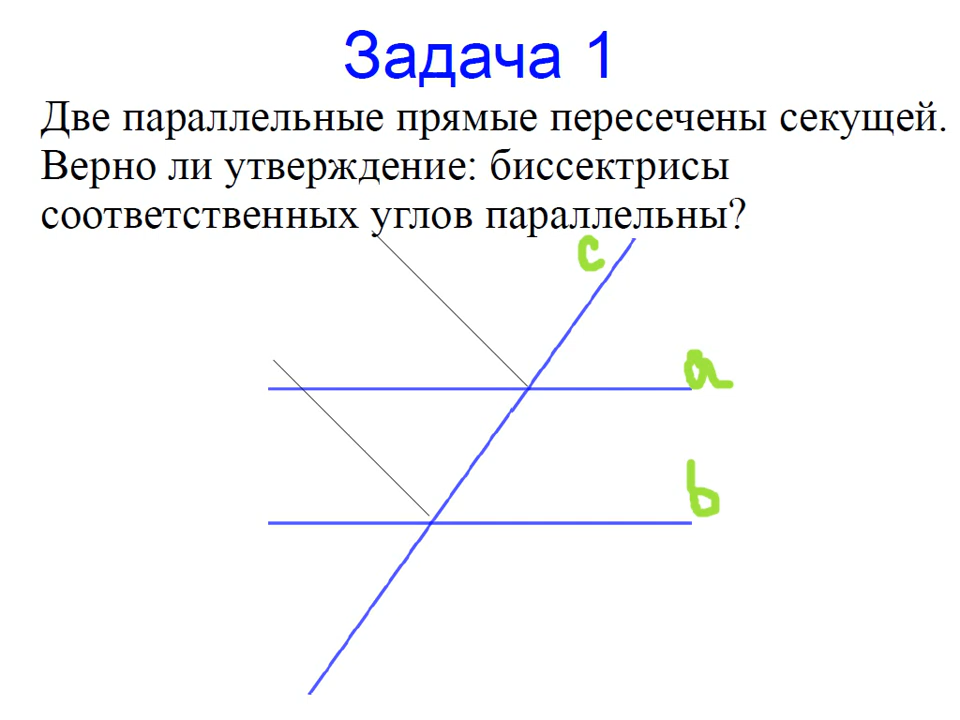 Задача 1
Две параллельные прямые пересечены секущей.
Верно ли утверждение: биссектрисы
соответственных углов параллельны?
c
a
b